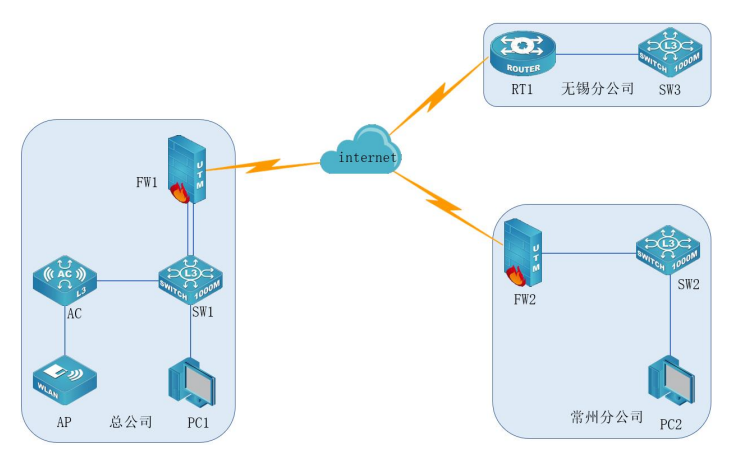 ROUTER
L3
SWITCH 1000M
RT1
无锡分公司
SW3
internet
UTM
FW1
AC
L3
L3
SWITCH 1000M
AC
SW1
WLAN
AP
总公司
PC1
UTM
L3
SWITCH 1000M
FW2
SW2
常州分公司
PC2